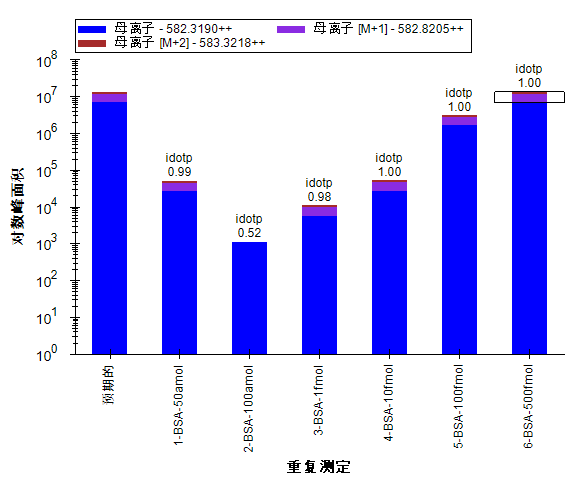 母离子 - 582.3190++ 母离子 [M+1] - 582.8205++
母离子 [M+2] - 583.3218++
10^8
10^7
10^6
10^5
10^4
10^3
10^2
10^1
10^0
对数峰面积
idotp
0.99
idotp
0.52
idotp
0.98
idotp
1.00
idotp
1.00
idotp
1.00
预期的
1-BSA-50amol
2-BSA-100amol
3-BSA-1fmol
4-BSA-10fmol
5-BSA-100fmol
6-BSA-500fmol
重复测定